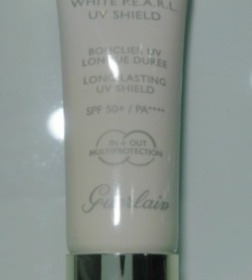 WHITE P.E.A.R.L.
UV SHIELD
BOUCLIER UV
LONGUE DURÉE
LONG LASTING
UV SHIELD
SPF 50+ / PA++++
IN + OUT
MULTIPROTECTION
Guerlain